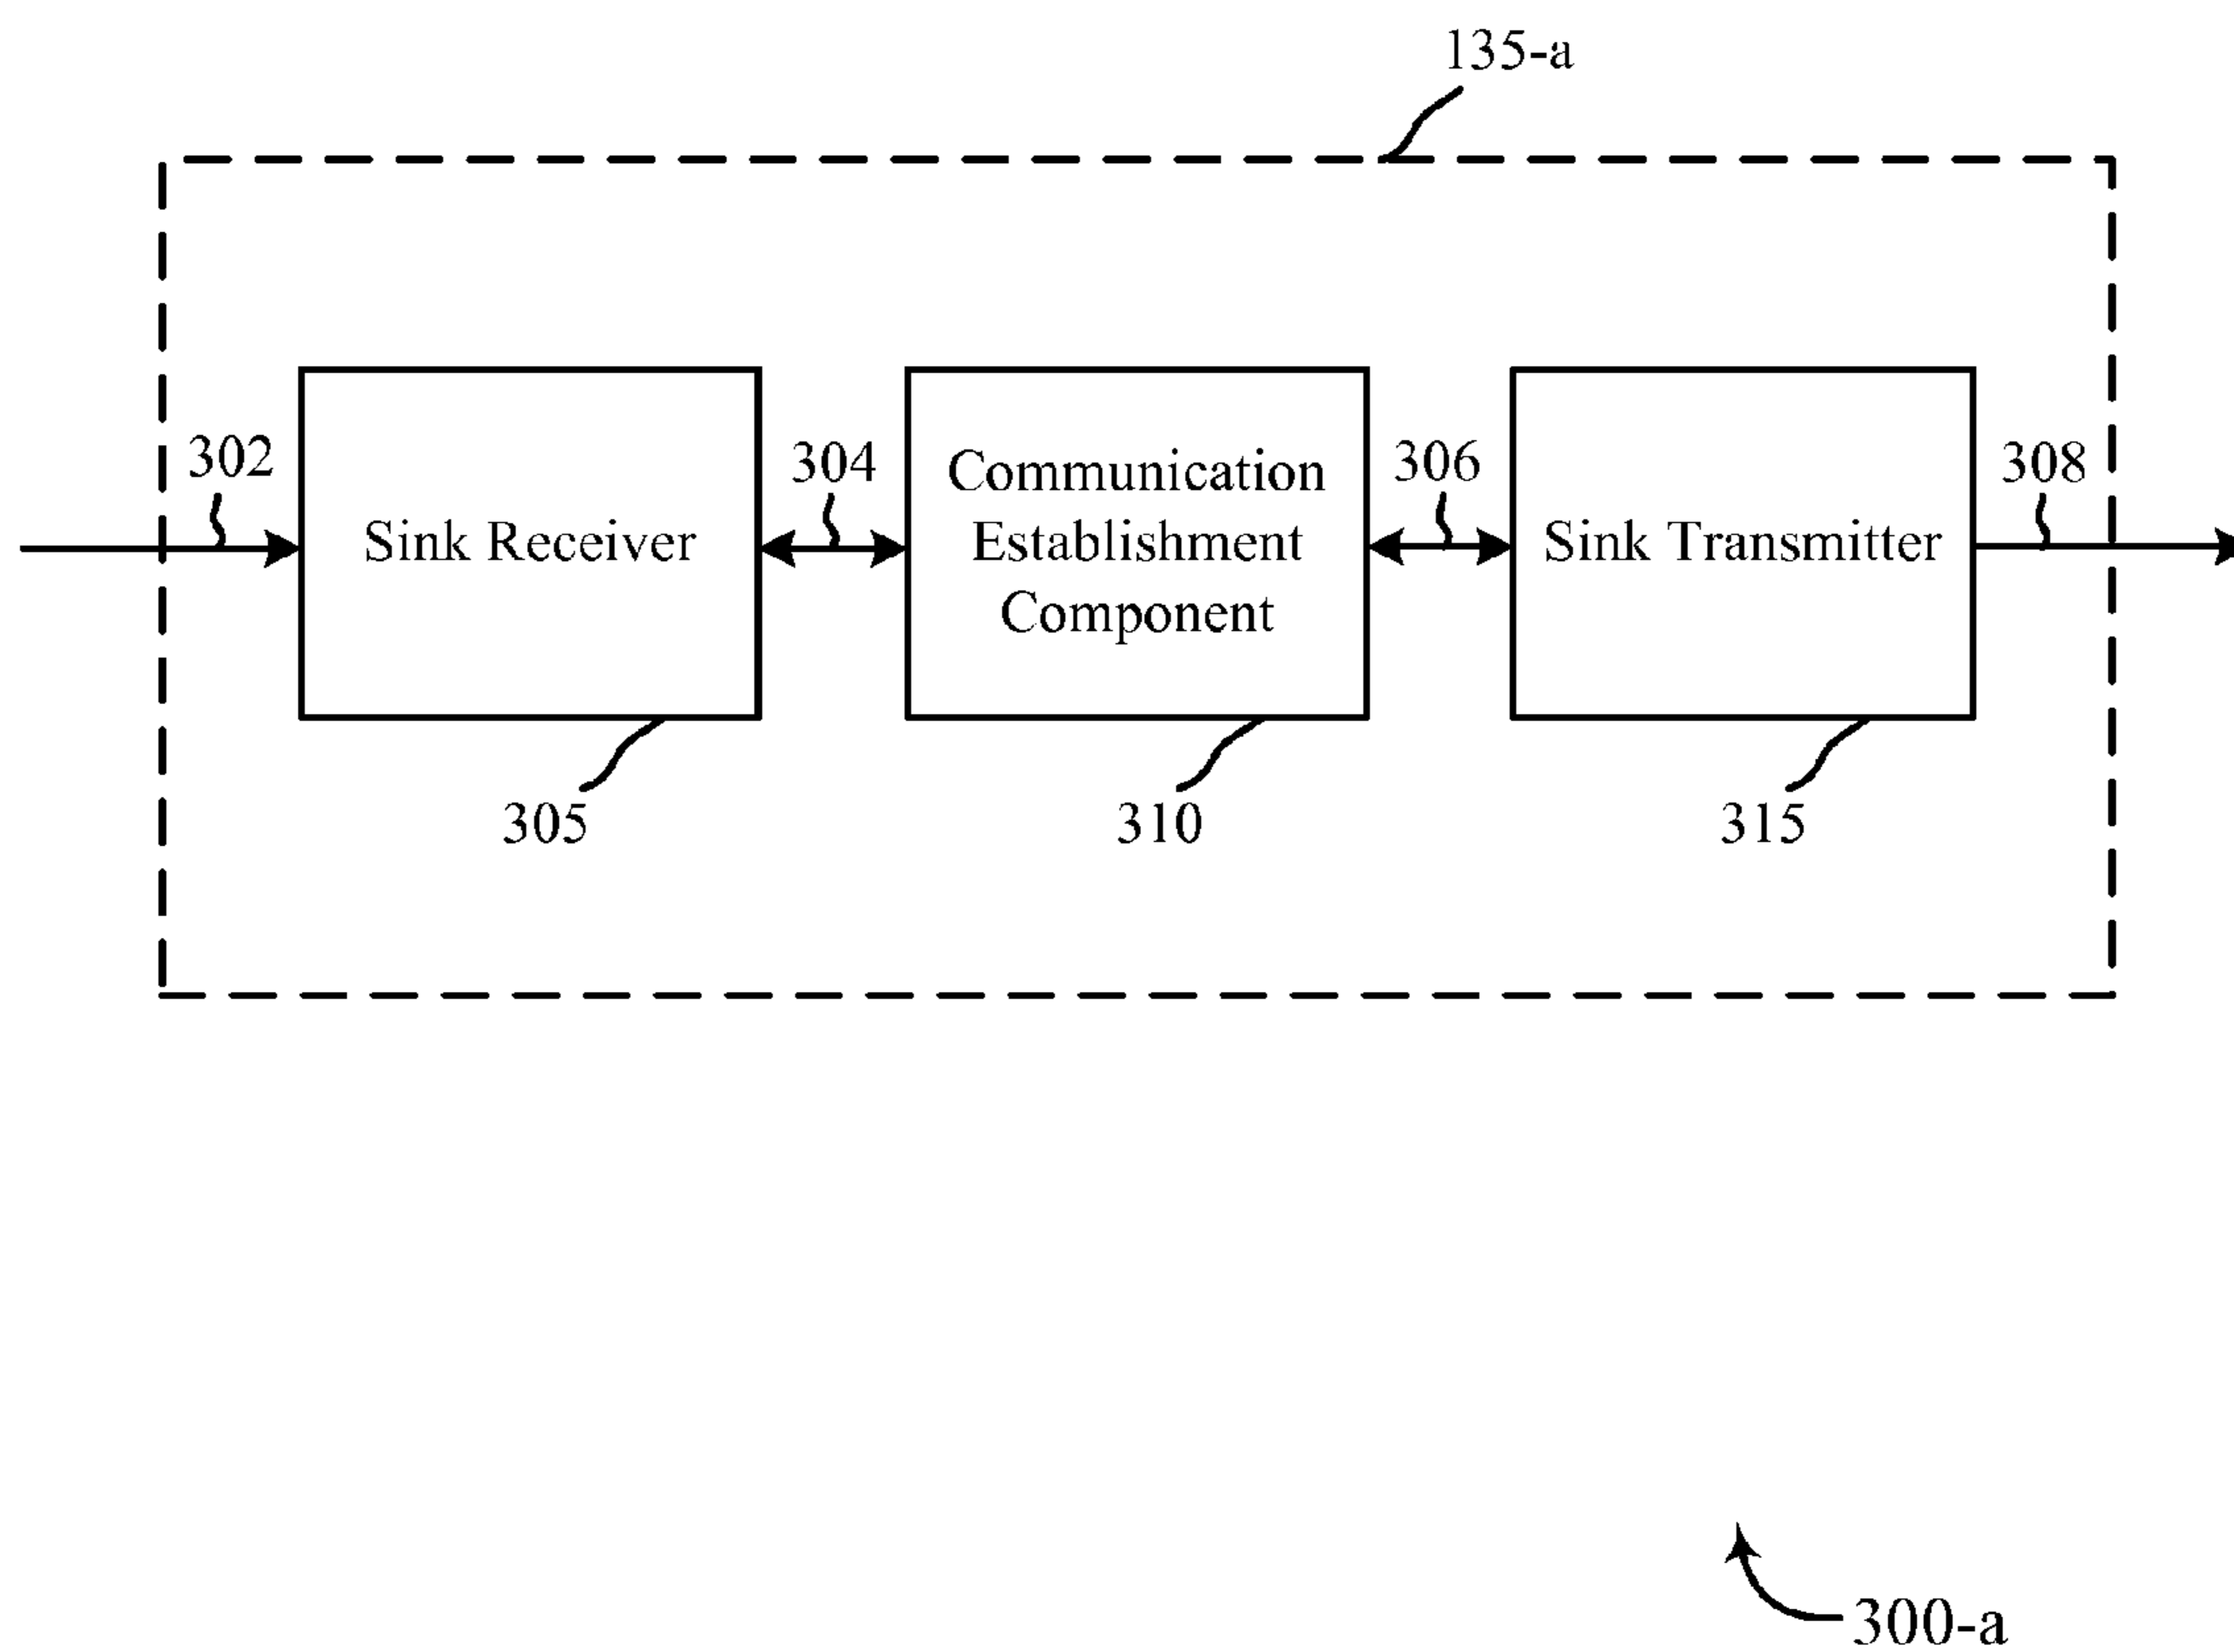 135-a
302
304
306
308
Sink Receiver
Communication
Establishment
Component
Sink Transmitter
305
310
315
300-a